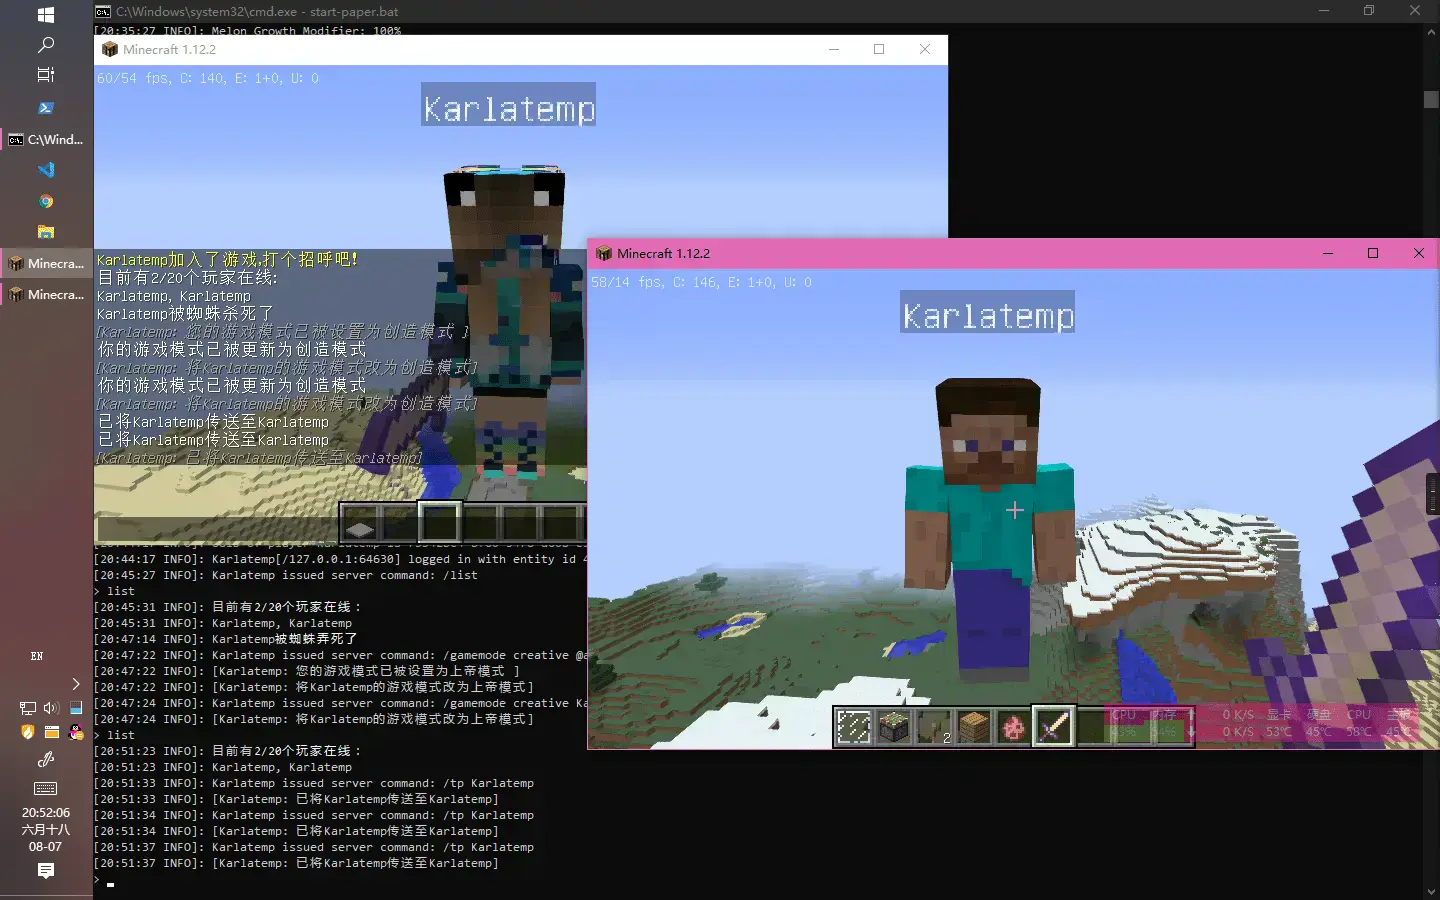 C:\Windows\system32\cmd.exe - start-paper.bat
[20:35:27 INFO]: Melon Growth Modifier: 100%
Minecraft 1.12.2
60/54 fps, C: 140, E: 1+0, U: 0
Karlatemp
Karlatemp加入了游戏,打个招呼吧!
目前有2/20个玩家在线:
Karlatemp, Karlatemp
Karlatemp被蜘蛛杀死了
[Karlatemp: 您的游戏模式已被设置为创造模式 ]
你的游戏模式已被更新为创造模式
[Karlatemp: 将Karlatemp的游戏模式改为创造模式]
你的游戏模式已被更新为创造模式
[Karlatemp: 将Karlatemp的游戏模式改为创造模式]
已将Karlatemp传送至Karlatemp
已将Karlatemp传送至Karlatemp
[Karlatemp: 已将Karlatemp传送至Karlatemp]
Minecraft 1.12.2
58/14 fps, C: 146, E: 1+0, U: 0
Karlatemp
2
CPU 内存 0 K/S 显卡 硬盘 CPU 主板
43% 54% 0 K/S 53℃ 45℃ 58℃ 45℃
[20:44:17 INFO]: Karlatemp[/127.0.0.1:64630] logged in with entity id 4
[20:45:27 INFO]: Karlatemp issued server command: /list
> list
[20:45:31 INFO]: 目前有2/20个玩家在线：
[20:45:31 INFO]: Karlatemp, Karlatemp
[20:47:14 INFO]: Karlatemp被蜘蛛弄死了
[20:47:22 INFO]: Karlatemp issued server command: /gamemode creative @a
[20:47:22 INFO]: [Karlatemp: 您的游戏模式已被设置为上帝模式 ]
[20:47:22 INFO]: [Karlatemp: 将Karlatemp的游戏模式改为上帝模式]
[20:47:24 INFO]: Karlatemp issued server command: /gamemode creative Ka
[20:47:24 INFO]: [Karlatemp: 将Karlatemp的游戏模式改为上帝模式]
> list
[20:51:23 INFO]: 目前有2/20个玩家在线：
[20:51:23 INFO]: Karlatemp, Karlatemp
[20:51:33 INFO]: Karlatemp issued server command: /tp Karlatemp
[20:51:33 INFO]: [Karlatemp: 已将Karlatemp传送至Karlatemp]
[20:51:34 INFO]: Karlatemp issued server command: /tp Karlatemp
[20:51:34 INFO]: [Karlatemp: 已将Karlatemp传送至Karlatemp]
[20:51:37 INFO]: Karlatemp issued server command: /tp Karlatemp
[20:51:37 INFO]: [Karlatemp: 已将Karlatemp传送至Karlatemp]
>
C:\Wind...
Minecra...
Minecra...
EN
20:52:06
六月十八
08-07